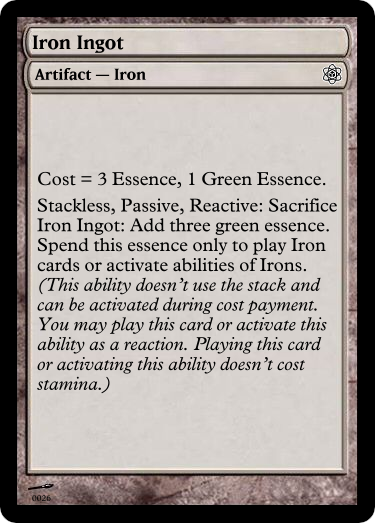 Iron Ingot
Artifact — Iron
Cost = 3 Essence, 1 Green Essence.
Stackless, Passive, Reactive: Sacrifice
Iron Ingot: Add three green essence.
Spend this essence only to play Iron
cards or activate abilities of Irons.
(This ability doesn't use the stack and
can be activated during cost payment.
You may play this card or activate this
ability as a reaction. Playing this card
or activating this ability doesn't cost
stamina.)
0026